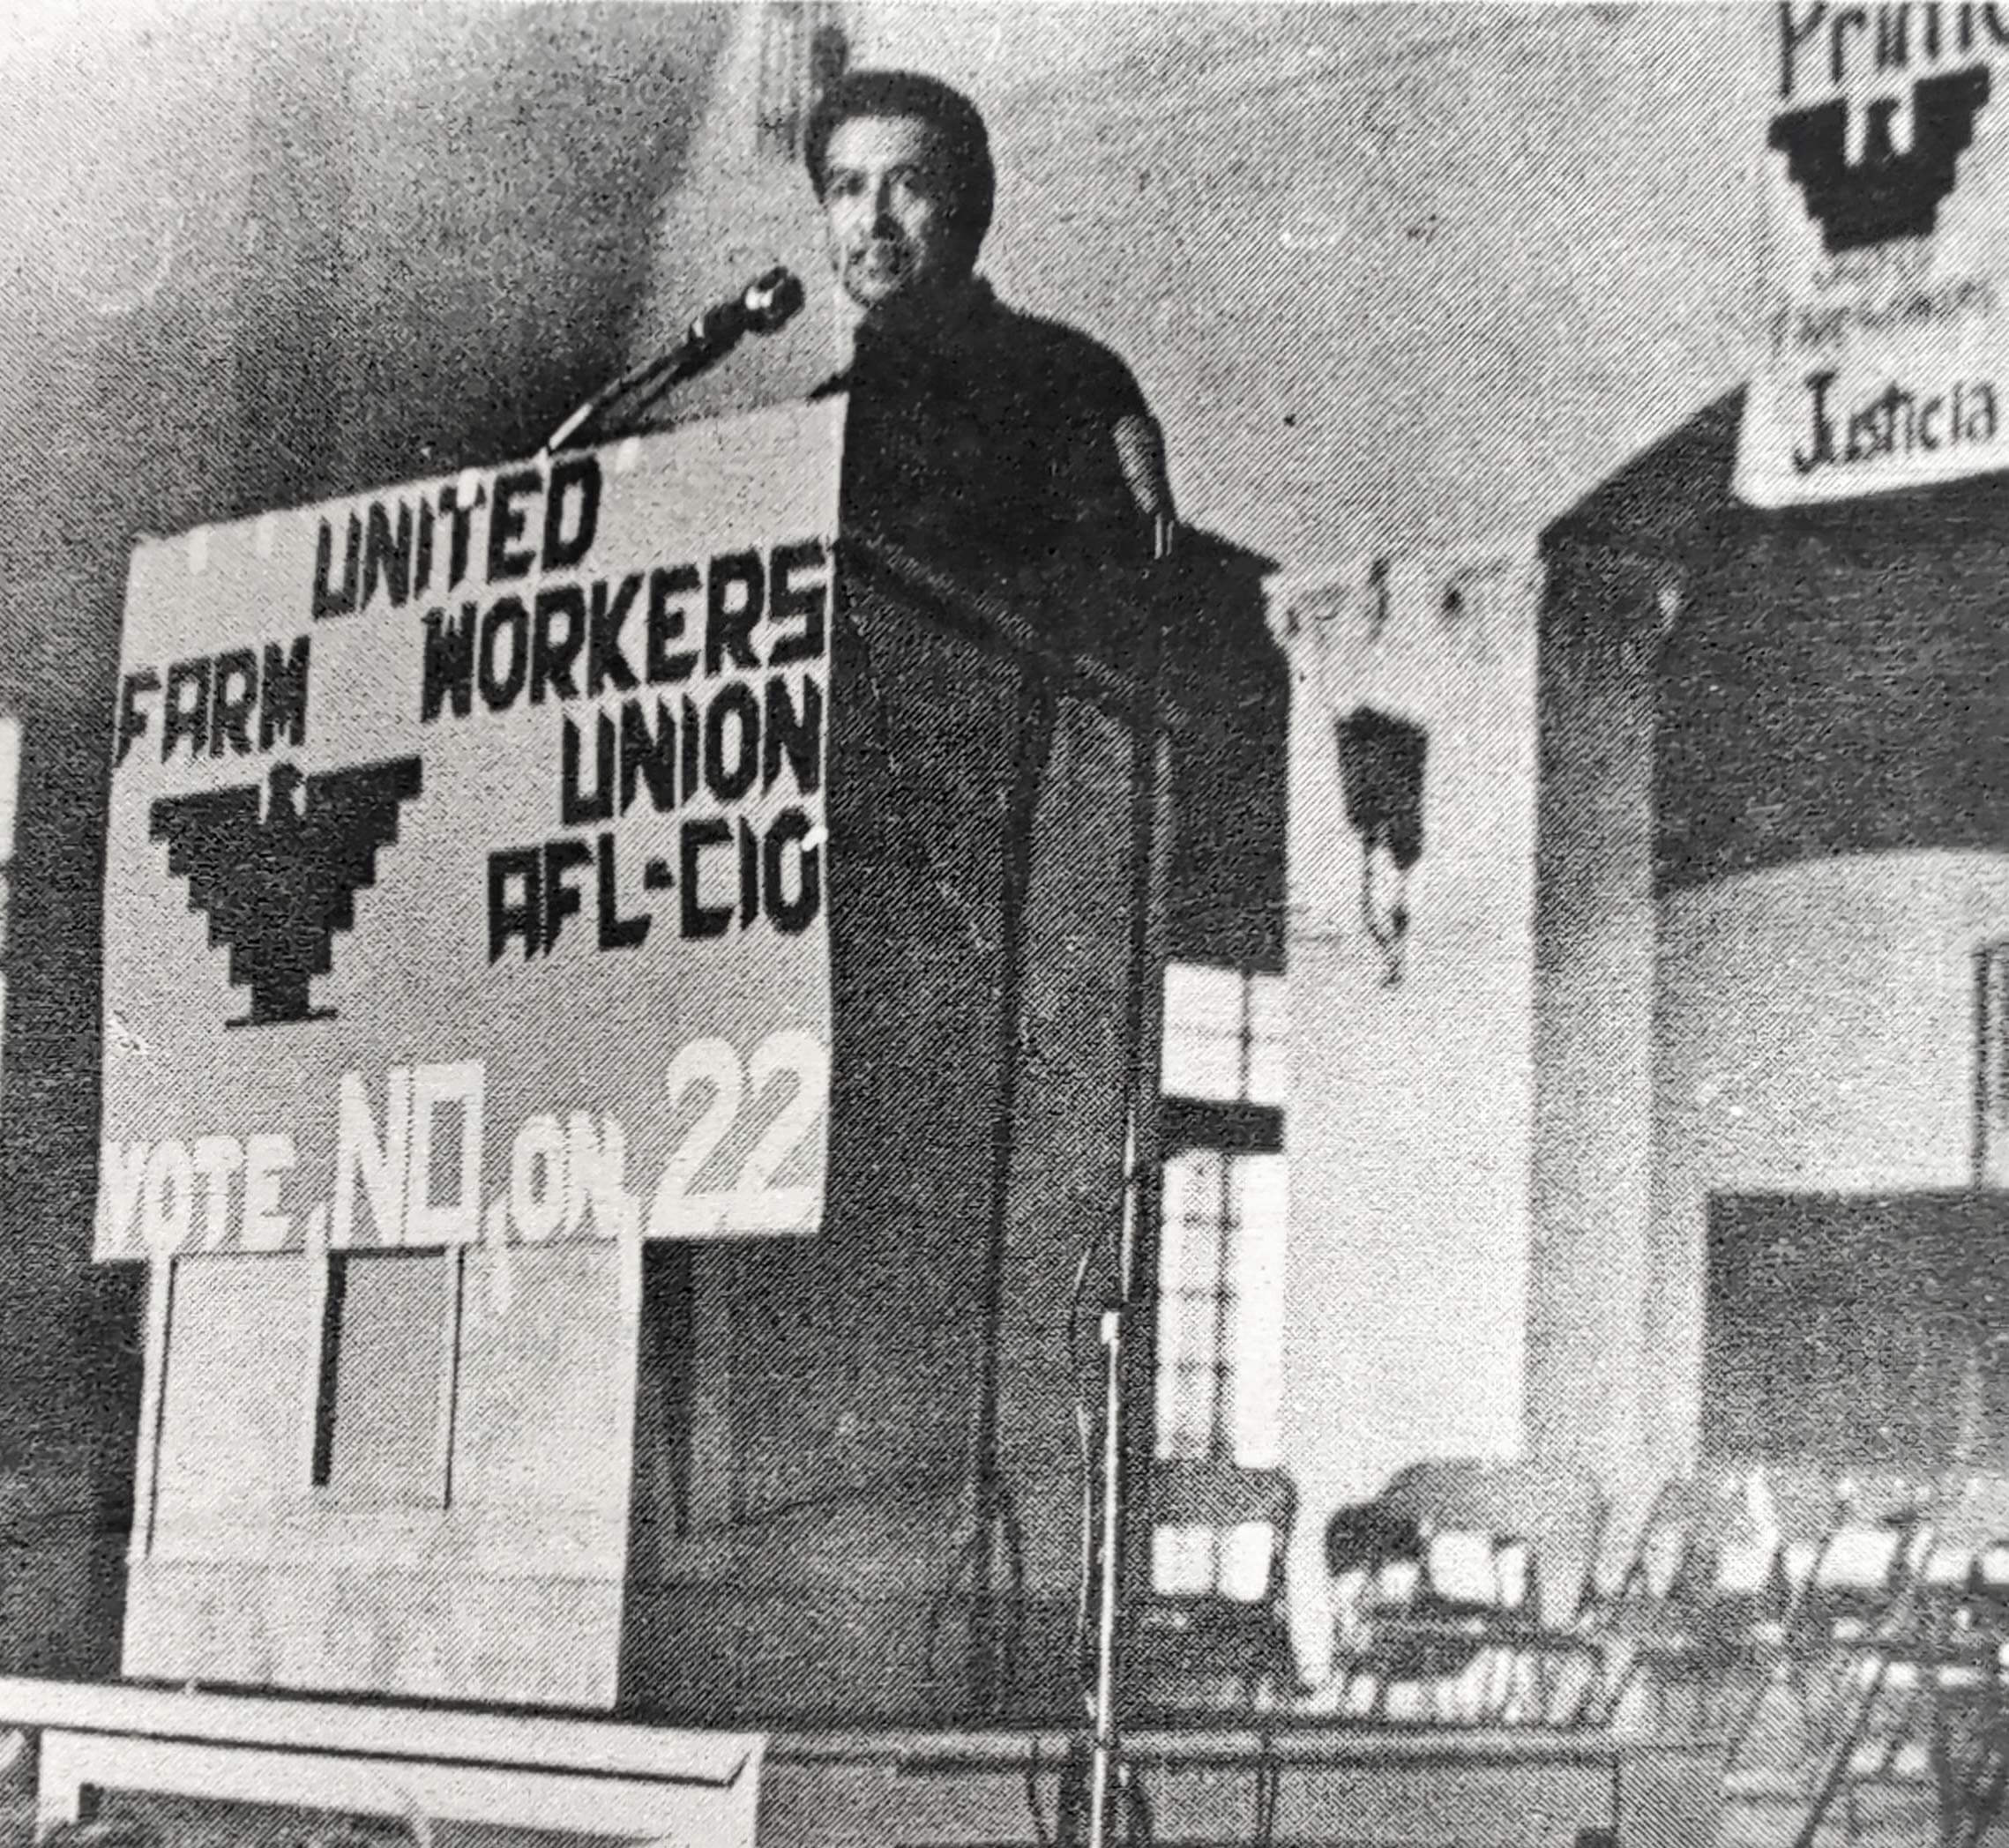 UNITED
FARM WORKERS
UNION
AFL-CIO
VOTE NO ON 22
Justicia